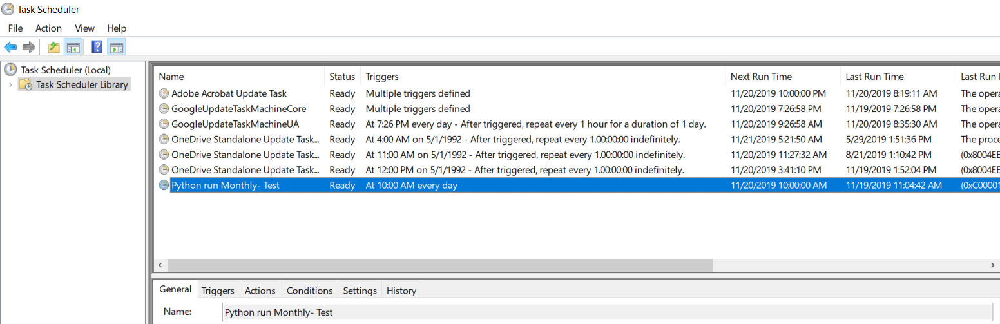 Task Scheduler
File Action View Help
Task Scheduler (Local)
Task Scheduler Library
Name Status Triggers Next Run Time Last Run Time Last Run
Adobe Acrobat Update Task Ready Multiple triggers defined 11/20/2019 10:00:00 PM 11/20/2019 8:19:11 AM The opera
GoogleUpdateTaskMachineCore Ready Multiple triggers defined 11/20/2019 7:26:58 PM 11/19/2019 7:26:58 PM The opera
GoogleUpdateTaskMachineUA Ready At 7:26 PM every day - After triggered, repeat every 1 hour for a duration of 1 day. 11/20/2019 9:26:58 AM 11/20/2019 8:35:30 AM The opera
OneDrive Standalone Update Task... Ready At 4:00 AM on 5/1/1992 - After triggered, repeat every 1.00:00:00 indefinitely. 11/21/2019 5:21:50 AM 5/29/2019 1:51:36 PM The proce
OneDrive Standalone Update Task... Ready At 11:00 AM on 5/1/1992 - After triggered, repeat every 1.00:00:00 indefinitely. 11/20/2019 11:27:32 AM 8/21/2019 1:10:42 PM (0x8004EE
OneDrive Standalone Update Task... Ready At 12:00 PM on 5/1/1992 - After triggered, repeat every 1.00:00:00 indefinitely. 11/20/2019 3:41:10 PM 11/19/2019 1:52:04 PM (0x8004EE
Python run Monthly- Test Ready At 10:00 AM every day 11/20/2019 10:00:00 AM 11/19/2019 11:04:42 AM (0xC00001
General Triggers Actions Conditions Settings History
Name: Python run Monthly- Test